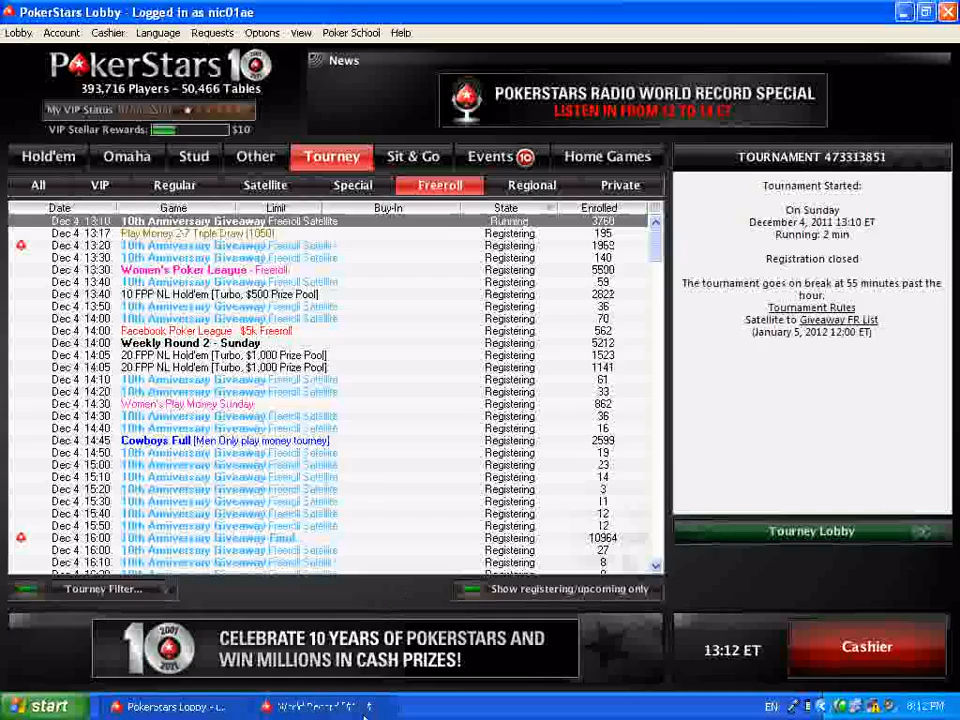 PokerStars Lobby - Logged in as nic01ae
Lobby Account Cashier Language Requests Options View Poker School Help
PokerStars 10
393,716 Players - 50,466 Tables
My VIP Status
VIP Stellar Rewards: $10
News
POKERSTARS RADIO WORLD RECORD SPECIAL
LISTEN IN FROM 12 TO 14 ET
Hold'em Omaha Stud Other Tourney Sit & Go Events 10 Home Games
All VIP Regular Satellite Special Freeroll Regional Private
Date Game Limit Buy-In State Enrolled
Dec 4 13:10 10th Anniversary Giveaway Freeroll Satellite Running 3760
Dec 4 13:17 Play Money 2-7 Triple Draw [1050] Registering 195
Dec 4 13:20 10th Anniversary Giveaway Freeroll Satellite Registering 1952
Dec 4 13:30 10th Anniversary Giveaway Freeroll Satellite Registering 140
Dec 4 13:30 Women's Poker League - Freeroll Registering 5500
Dec 4 13:40 10th Anniversary Giveaway Freeroll Satellite Registering 59
Dec 4 13:40 10 FPP NL Hold'em [Turbo, $500 Prize Pool] Registering 2822
Dec 4 13:50 10th Anniversary Giveaway Freeroll Satellite Registering 36
Dec 4 14:00 10th Anniversary Giveaway Freeroll Satellite Registering 70
Dec 4 14:00 Facebook Poker League $5k Freeroll Registering 562
Dec 4 14:00 Weekly Round 2 - Sunday Registering 5212
Dec 4 14:05 20 FPP NL Hold'em [Turbo, $1,000 Prize Pool] Registering 1523
Dec 4 14:05 20 FPP NL Hold'em [Turbo, $1,000 Prize Pool] Registering 1141
Dec 4 14:10 10th Anniversary Giveaway Freeroll Satellite Registering 61
Dec 4 14:20 10th Anniversary Giveaway Freeroll Satellite Registering 33
Dec 4 14:30 Women's Play Money Sunday Registering 862
Dec 4 14:30 10th Anniversary Giveaway Freeroll Satellite Registering 36
Dec 4 14:40 10th Anniversary Giveaway Freeroll Satellite Registering 16
Dec 4 14:45 Cowboys Full [Men Only play money tourney] Registering 2599
Dec 4 14:50 10th Anniversary Giveaway Freeroll Satellite Registering 19
Dec 4 15:00 10th Anniversary Giveaway Freeroll Satellite Registering 23
Dec 4 15:10 10th Anniversary Giveaway Freeroll Satellite Registering 14
Dec 4 15:20 10th Anniversary Giveaway Freeroll Satellite Registering 3
Dec 4 15:30 10th Anniversary Giveaway Freeroll Satellite Registering 11
Dec 4 15:40 10th Anniversary Giveaway Freeroll Satellite Registering 12
Dec 4 15:50 10th Anniversary Giveaway Freeroll Satellite Registering 12
Dec 4 16:00 10th Anniversary Giveaway Final Registering 10964
Dec 4 16:00 10th Anniversary Giveaway Freeroll Satellite Registering 27
Dec 4 16:10 10th Anniversary Giveaway Freeroll Satellite Registering 8
TOURNAMENT 473313851
Tournament Started:
On Sunday
December 4, 2011 13:10 ET
Running: 2 min
Registration closed
The tournament goes on break at 55 minutes past the
hour.
Tournament Rules
Satellite to Giveaway FR List
(January 5, 2012 12:00 ET)
Tourney Lobby
Tourney Filter...
Show registering/upcoming only
CELEBRATE 10 YEARS OF POKERSTARS AND
WIN MILLIONS IN CASH PRIZES!
13:12 ET
Cashier
start
PokerStars Lobby - L...
World Record
EN
8:12 PM